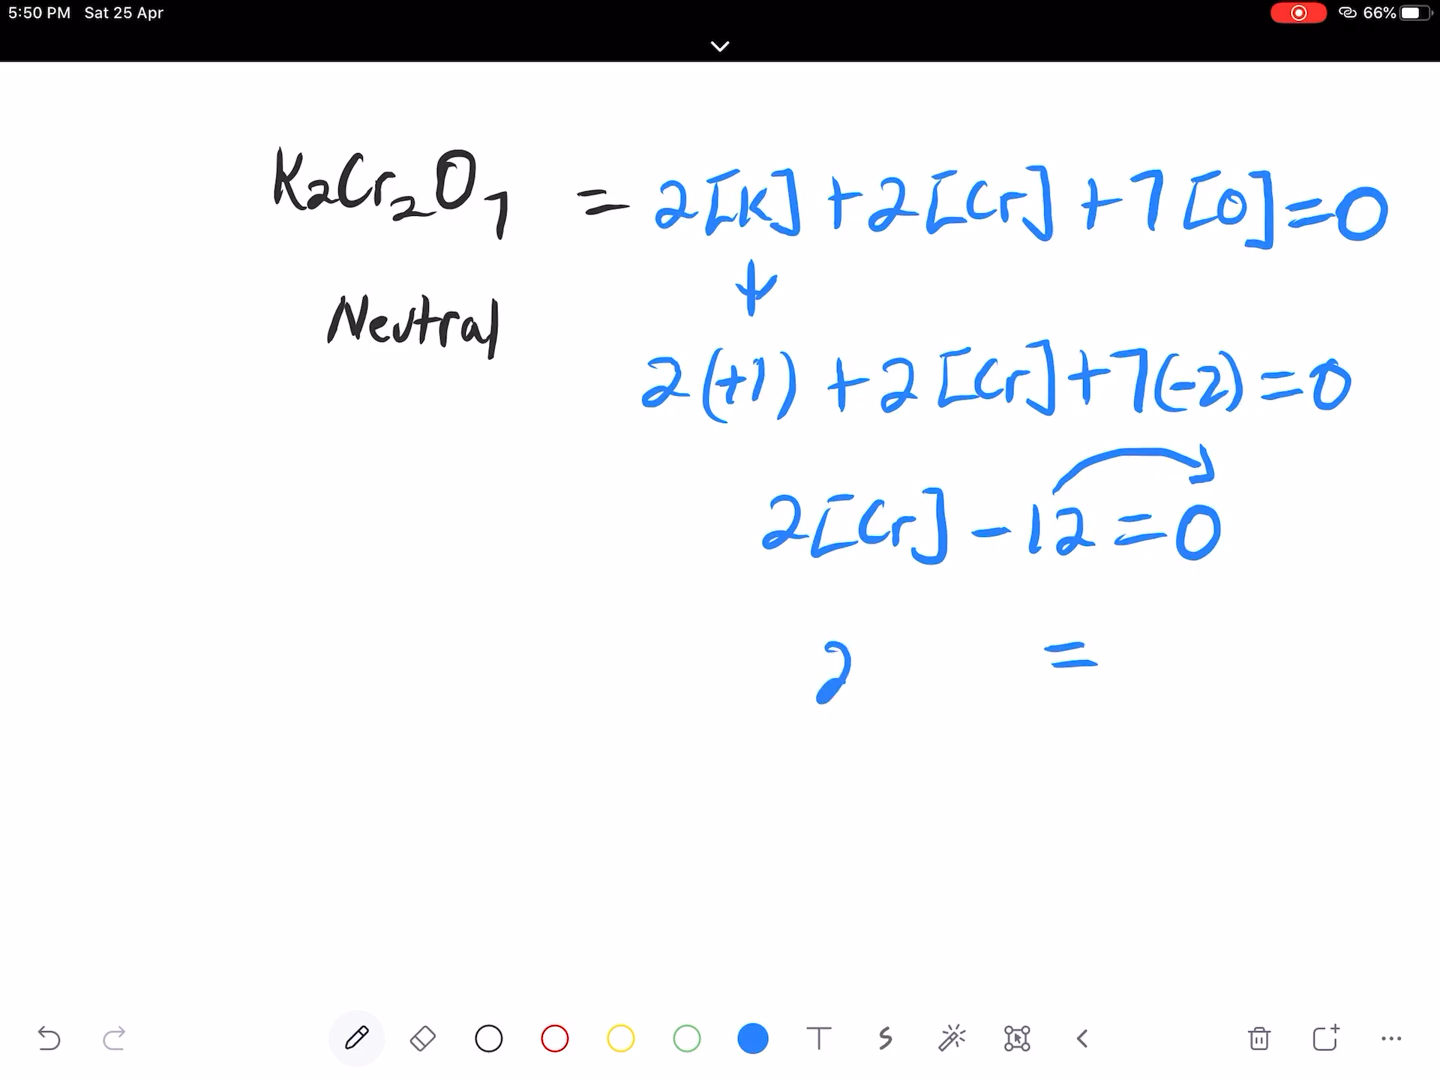 5:50 PM Sat 25 Apr 66%
K₂Cr₂O₇ = 2[K] + 2[Cr] + 7[O] = 0
Neutral
2(+1) + 2[Cr] + 7(-2) = 0
2[Cr] - 12 = 0
2 =
T